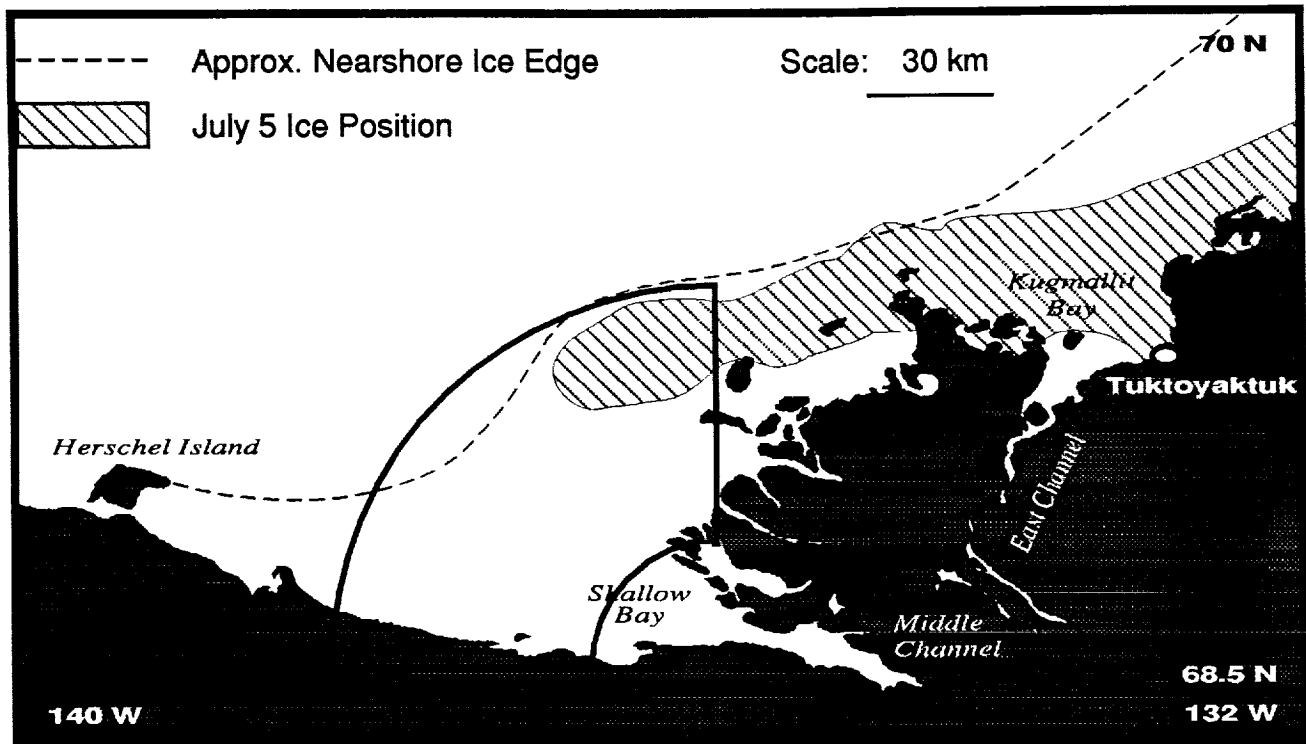 Approx. Nearshore Ice Edge
Scale: 30 km
70 N
July 5 Ice Position
Kugmallit
Bay
Tuktoyaktuk
Herschel Island
East Channel
Shallow
Bay
Middle
Channel
68.5 N
140 W
132 W